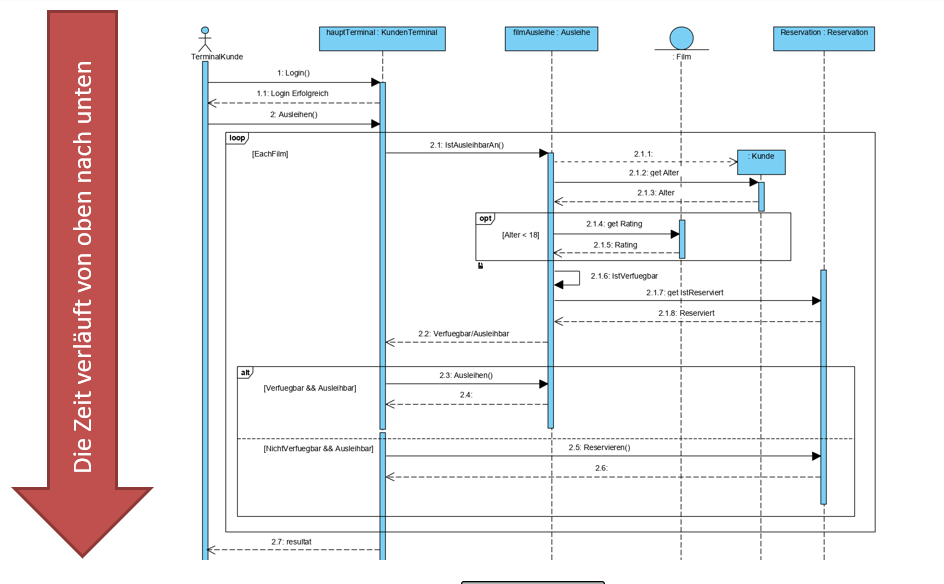 Die Zeit verläuft von oben nach unten
TerminalKunde
hauptTerminal : KundenTerminal
filmAusleihe : Ausleihe
: Film
Reservation : Reservation
1: Login()
1.1: Login Erfolgreich
2: Ausleihen()
loop
[EachFilm]
2.1: IstAusleihbarAn()
2.1.1:
: Kunde
2.1.2: get Alter
2.1.3: Alter
opt
[Alter < 18]
2.1.4: get Rating
2.1.5: Rating
2.1.6: IstVerfuegbar
2.1.7: get IstReserviert
2.1.8: Reserviert
2.2: Verfuegbar/Ausleihbar
alt
[Verfuegbar && Ausleihbar]
2.3: Ausleihen()
2.4:
[NichtVerfuegbar && Ausleihbar]
2.5: Reservieren()
2.6:
2.7: resultat